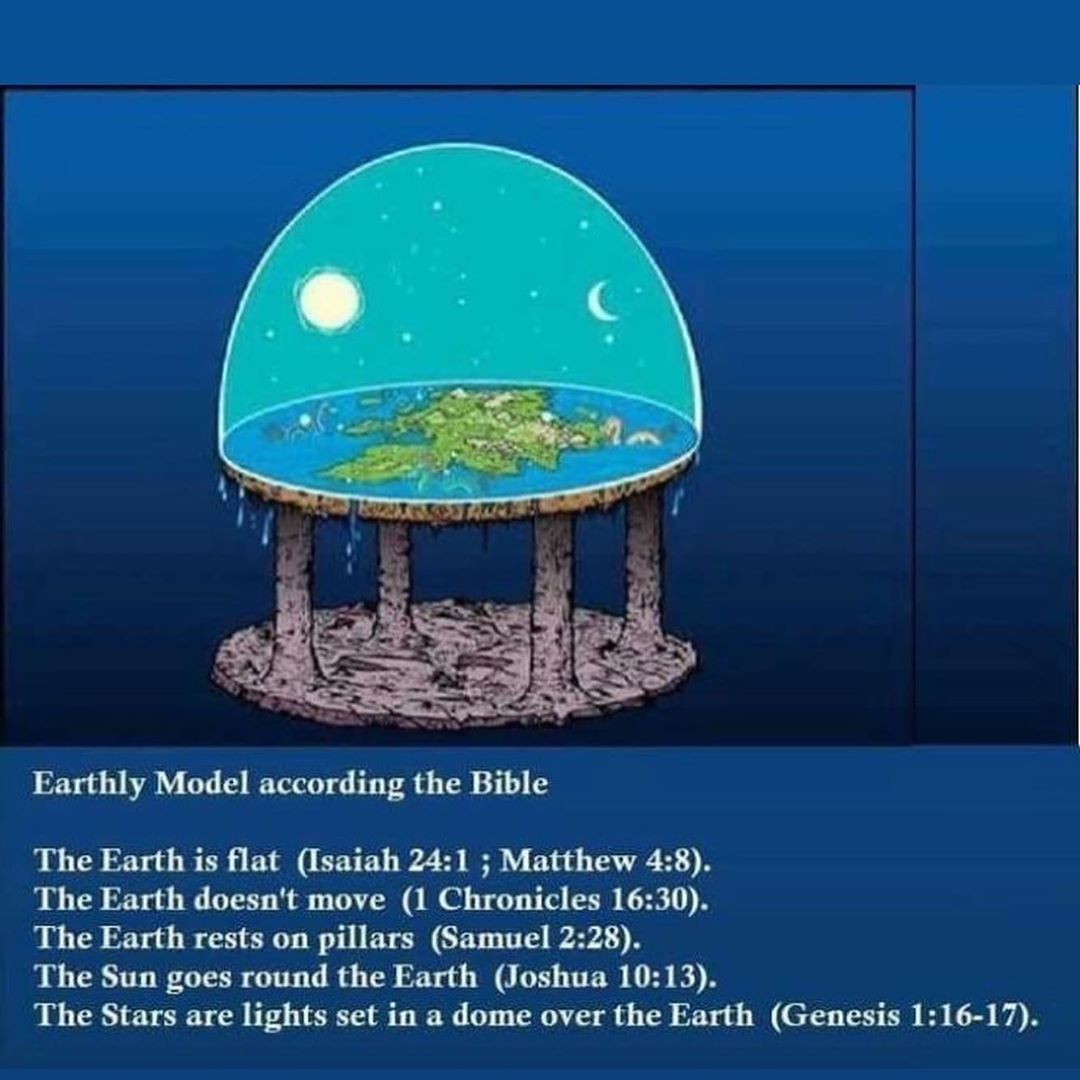 Earthly Model according the Bible
The Earth is flat (Isaiah 24:1 ; Matthew 4:8).
The Earth doesn't move (1 Chronicles 16:30).
The Earth rests on pillars (Samuel 2:28).
The Sun goes round the Earth (Joshua 10:13).
The Stars are lights set in a dome over the Earth (Genesis 1:16-17).